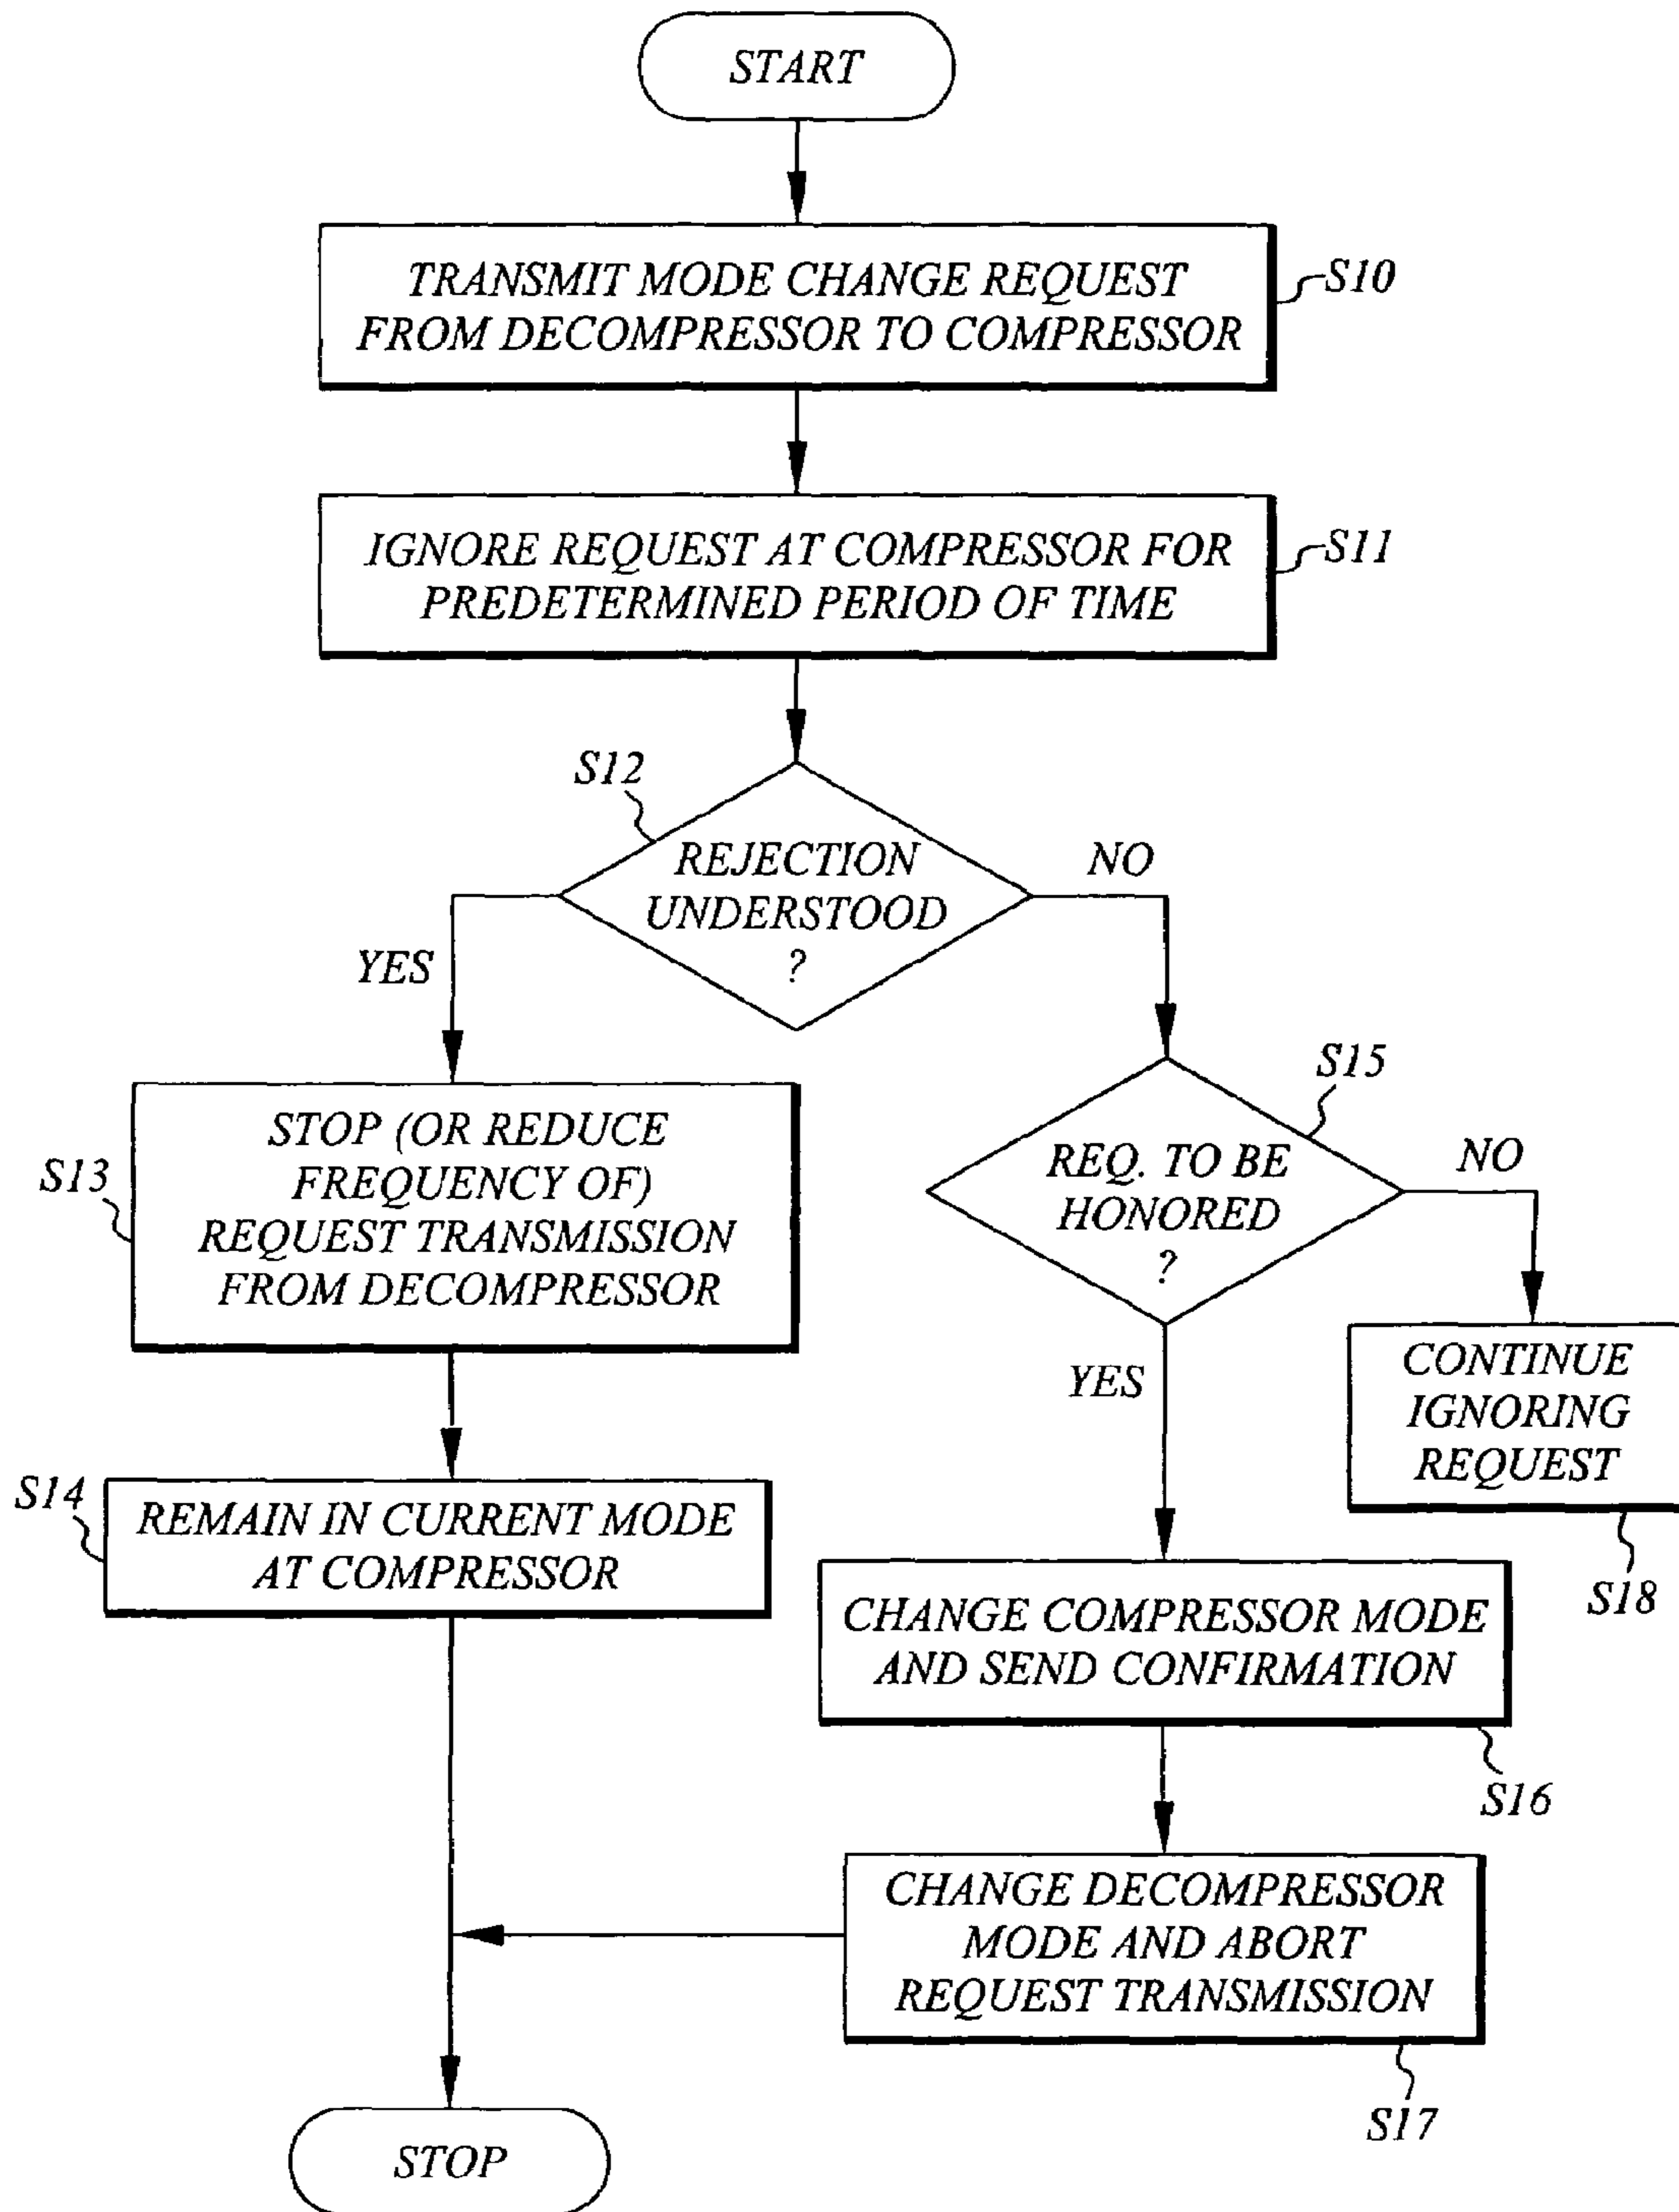 START
TRANSMIT MODE CHANGE REQUEST
FROM DECOMPRESSOR TO COMPRESSOR
S10
IGNORE REQUEST AT COMPRESSOR FOR
PREDETERMINED PERIOD OF TIME
S11
S12
REJECTION
UNDERSTOOD
?
YES
NO
STOP (OR REDUCE
FREQUENCY OF)
REQUEST TRANSMISSION
FROM DECOMPRESSOR
S13
S15
REQ. TO BE
HONORED
?
NO
YES
CONTINUE
IGNORING
REQUEST
S18
S14
REMAIN IN CURRENT MODE
AT COMPRESSOR
CHANGE COMPRESSOR MODE
AND SEND CONFIRMATION
S16
CHANGE DECOMPRESSOR
MODE AND ABORT
REQUEST TRANSMISSION
S17
STOP